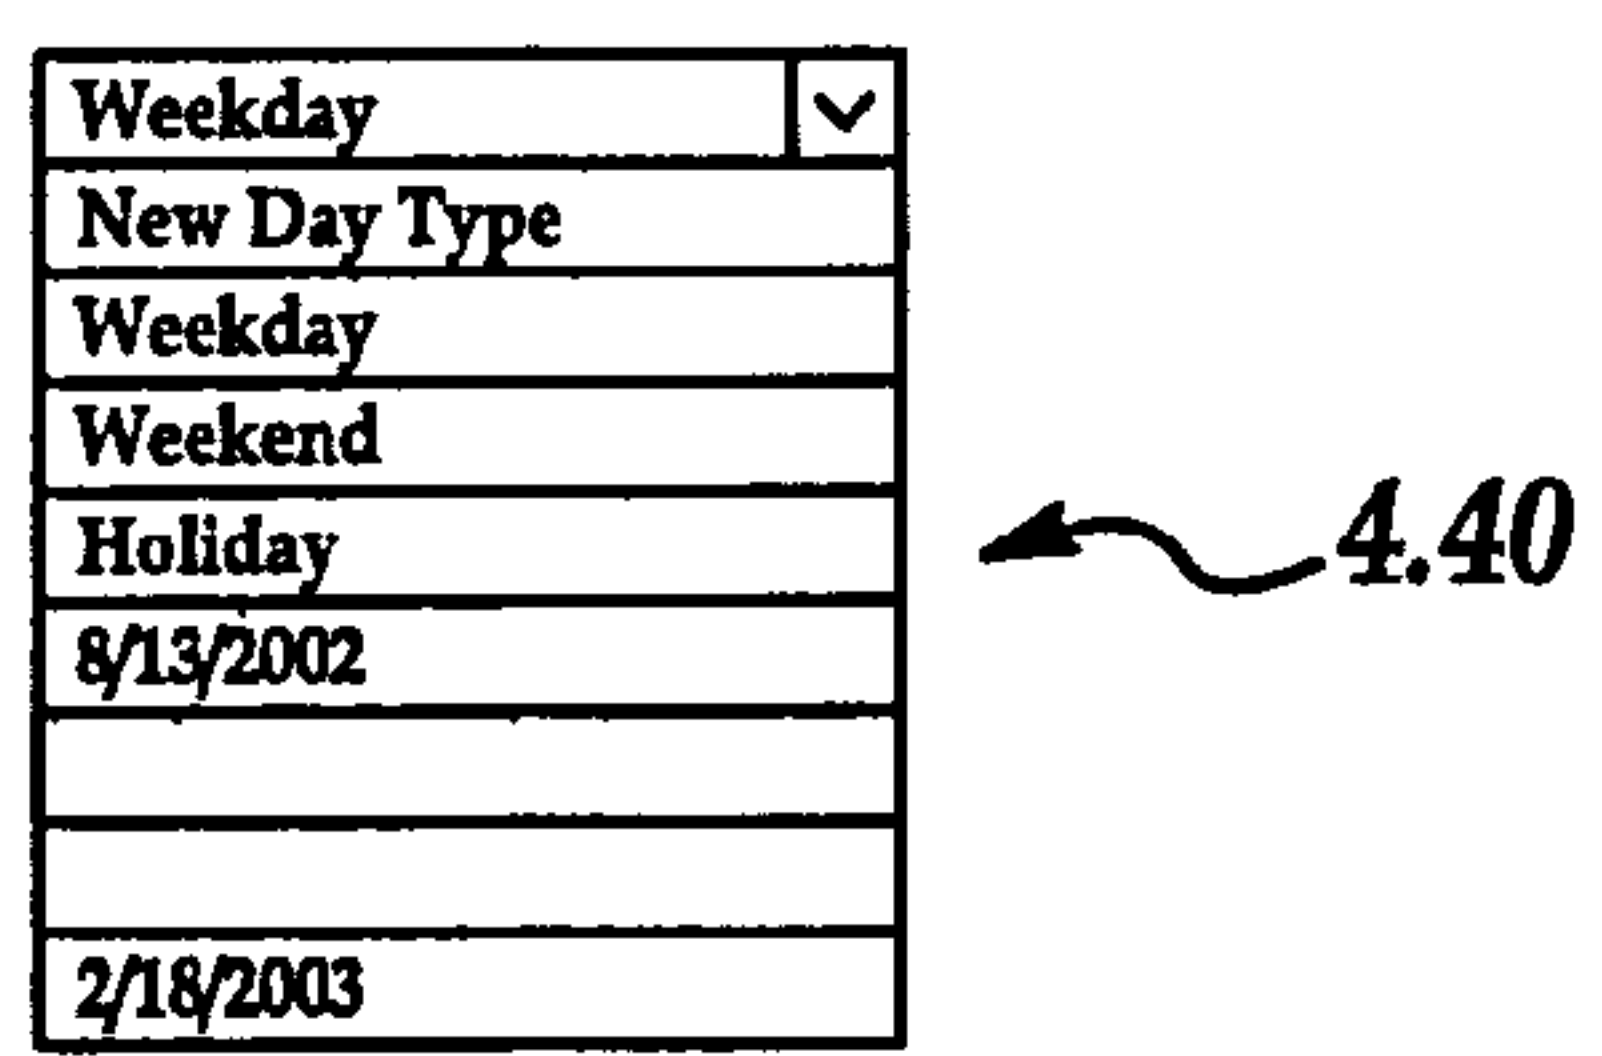 Weekday
New Day Type
Weekday
Weekend
Holiday
4.40
8/13/2002
2/18/2003